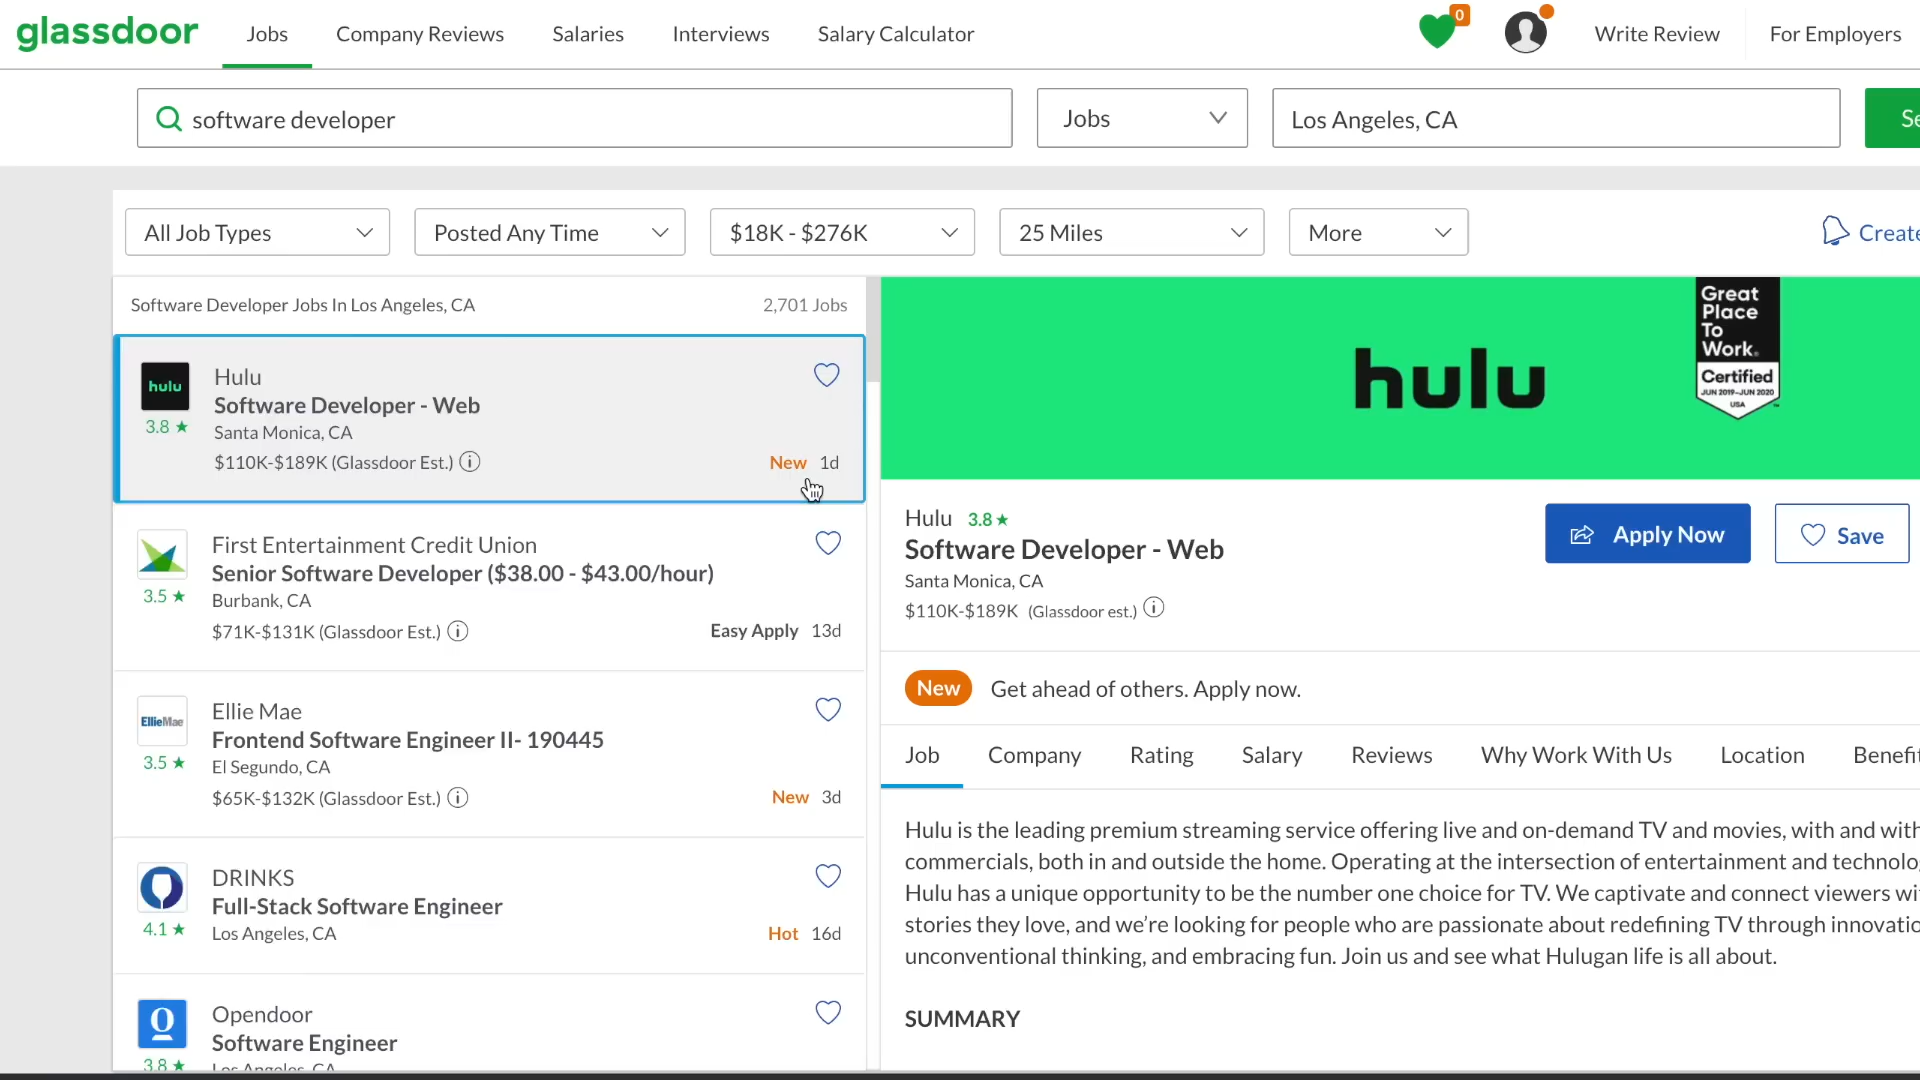 glassdoor
Jobs
Company Reviews
Salaries
Interviews
Salary Calculator
0
Write Review
For Employers
software developer
Jobs
Los Angeles, CA
Se
All Job Types
Posted Any Time
$18K - $276K
25 Miles
More
Create
Software Developer Jobs In Los Angeles, CA
2,701 Jobs
hulu
3.8 ★
Hulu
Software Developer - Web
Santa Monica, CA
$110K-$189K (Glassdoor Est.)
New 1d
3.5 ★
First Entertainment Credit Union
Senior Software Developer ($38.00 - $43.00/hour)
Burbank, CA
$71K-$131K (Glassdoor Est.)
Easy Apply 13d
EllieMae
3.5 ★
Ellie Mae
Frontend Software Engineer II- 190445
El Segundo, CA
$65K-$132K (Glassdoor Est.)
New 3d
4.1 ★
DRINKS
Full-Stack Software Engineer
Los Angeles, CA
Hot 16d
3.8 ★
Opendoor
Software Engineer
Los Angeles, CA
hulu
Great
Place
To
Work.
Certified
JUN 2019-JUN 2020
USA
Hulu 3.8 ★
Software Developer - Web
Santa Monica, CA
$110K-$189K (Glassdoor est.)
Apply Now
Save
New
Get ahead of others. Apply now.
Job
Company
Rating
Salary
Reviews
Why Work With Us
Location
Benefit
Hulu is the leading premium streaming service offering live and on-demand TV and movies, with and with
commercials, both in and outside the home. Operating at the intersection of entertainment and technolo
Hulu has a unique opportunity to be the number one choice for TV. We captivate and connect viewers wi
stories they love, and we're looking for people who are passionate about redefining TV through innovatio
unconventional thinking, and embracing fun. Join us and see what Hulugan life is all about.
SUMMARY